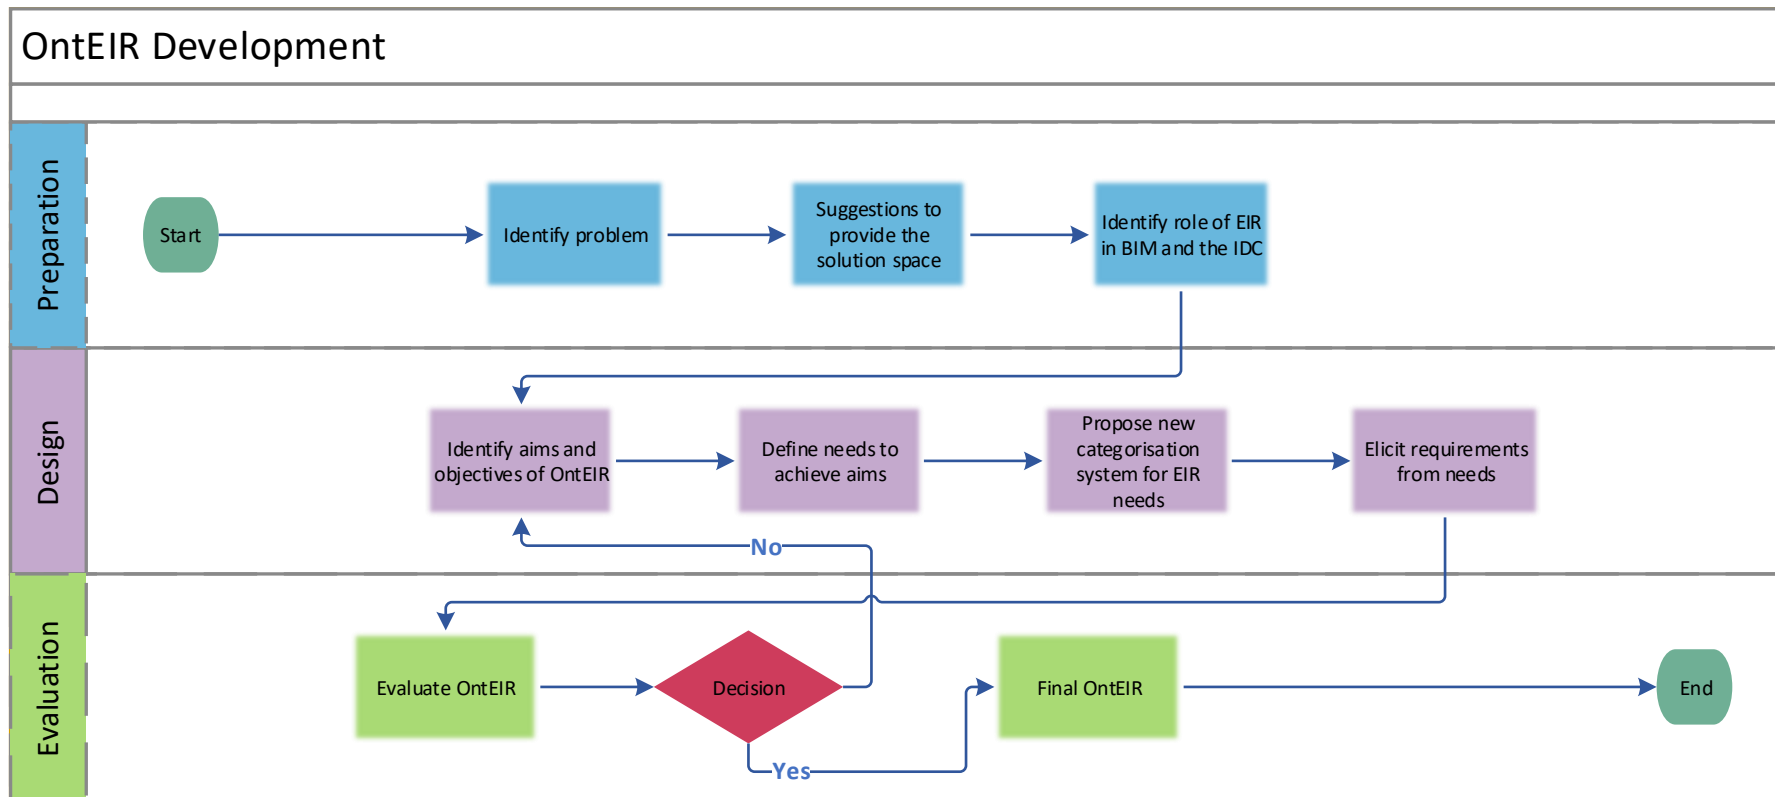 OntEIR Development
Preparation
Start
Identify problem
Suggestions to
provide the
solution space
Identify role of EIR
in BIM and the IDC
Design
Identify aims and
objectives of OntEIR
Define needs to
achieve aims
Propose new
categorisation
system for EIR
needs
Elicit requirements
from needs
No
Evaluation
Evaluate OntEIR
Decision
Final OntEIR
End
Yes